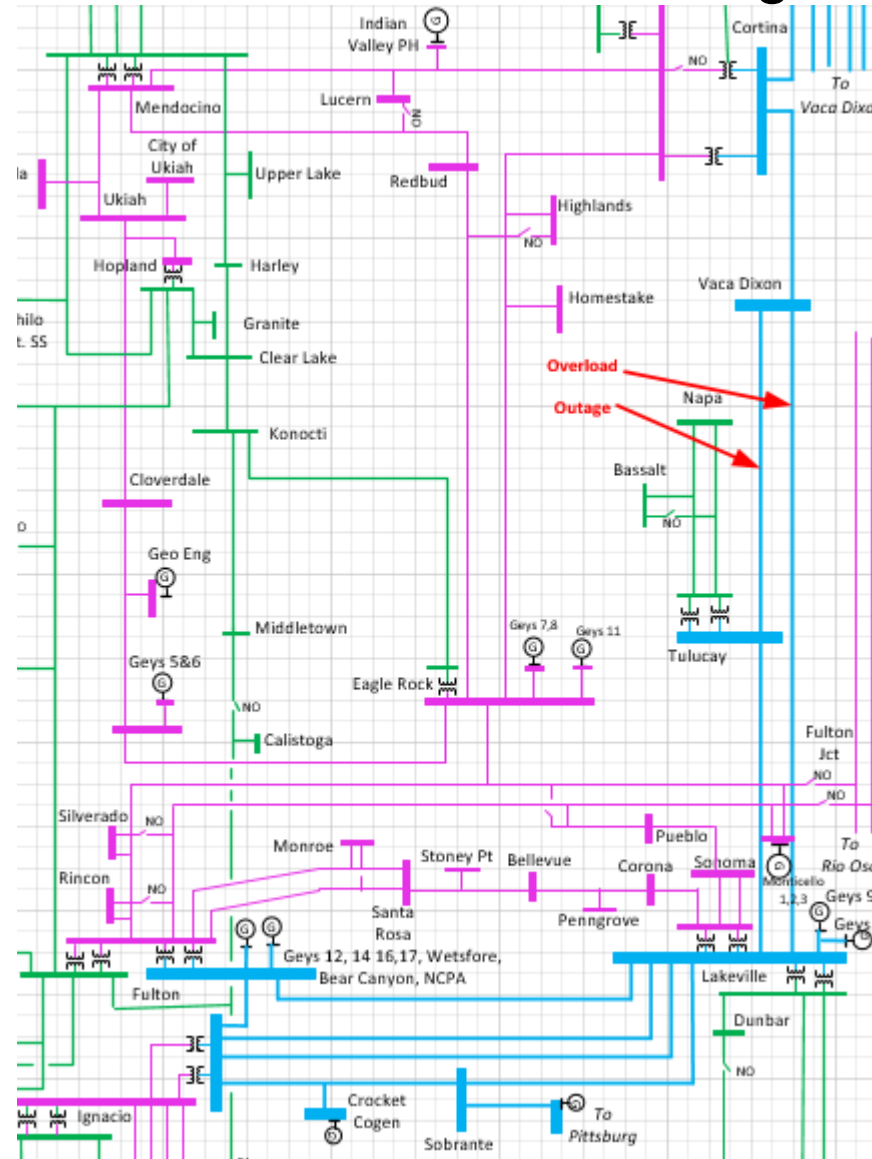 Indian
Valley PH
G
Cortina
NO
To
Vaca Dixo
Mendocino
Lucern
NO
City of
Ukiah
Upper Lake
Redbud
la
Ukiah
Highlands
NO
Hopland
Harley
Vaca Dixon
Homestake
hilo
t. SS
Granite
Clear Lake
Overload
Outage
Napa
Konocti
Bassalt
NO
Cloverdale
Geo Eng
G
Middletown
Geys 7,8
G
Geys 11
G
Tulucay
Geys 5&6
G
Eagle Rock
NO
Calistoga
Fulton
Jct
NO
NO
Silverado
NO
Monroe
Stoney Pt
Bellevue
Corona
Pueblo
Sonoma
To
Rio Oso
G
Monticello
1,2,3
Rincon
NO
Santa
Rosa
Penngrove
Geys 9
G
Geys
G
G
G
Geys 12, 14 16,17, Wetsfore,
Bear Canyon, NCPA
Fulton
Lakeville
Dunbar
NO
Ignacio
Crocket
Cogen
G
Sobrante
G
To
Pittsburg